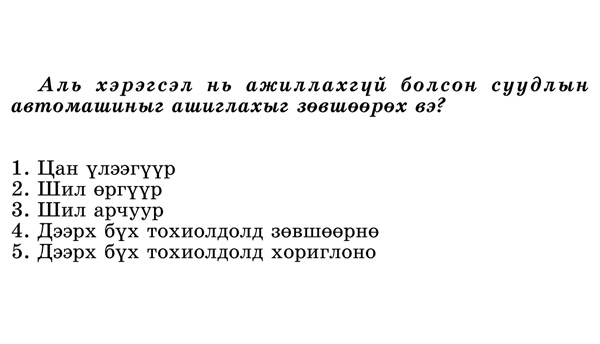 Аль хэрэгсэл нь ажиллахгүй болсон суудлын
автомашиныг ашиглахыг зөвшөөрөх вэ?
1. Цан үлээгүүр
2. Шил өргүүр
3. Шил арчуур
4. Дээрх бүх тохиолдолд зөвшөөрнө
5. Дээрх бүх тохиолдолд хориглоно